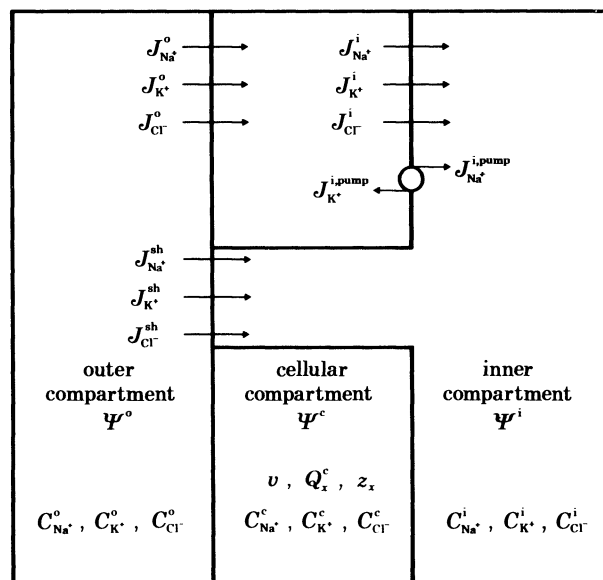 J^o_Na⁺ J^i_Na⁺
J^o_K⁺ J^i_K⁺
J^o_Cl⁻ J^i_Cl⁻
J^i,pump_K⁺ J^i,pump_Na⁺
J^sh_Na⁺
J^sh_K⁺
J^sh_Cl⁻
outer cellular inner
compartment compartment compartment
Ψ^o Ψ^c Ψ^i
υ , Q^c_x , z_x
C^o_Na⁺ , C^o_K⁺ , C^o_Cl⁻ C^c_Na⁺ , C^c_K⁺ , C^c_Cl⁻ C^i_Na⁺ , C^i_K⁺ , C^i_Cl⁻